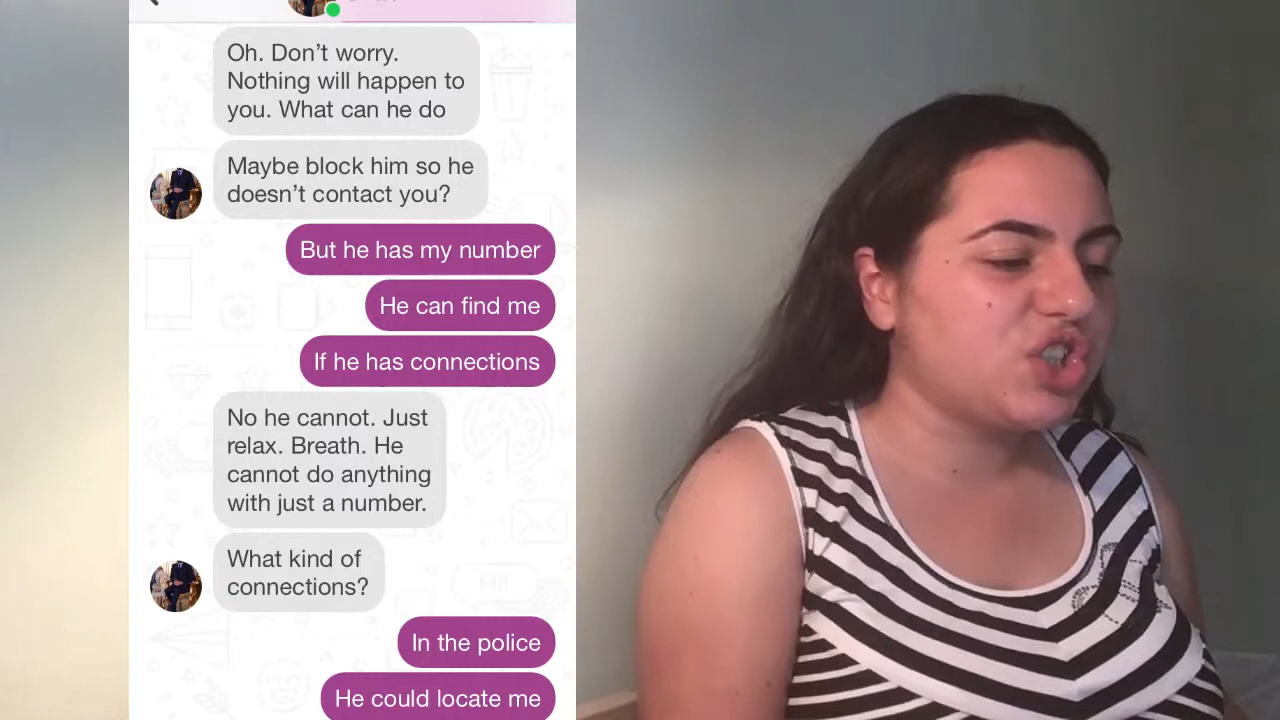 Oh. Don’t worry.
Nothing will happen to
you. What can he do
Maybe block him so he
doesn’t contact you?
But he has my number
He can find me
If he has connections
No he cannot. Just
relax. Breath. He
cannot do anything
with just a number.
What kind of
connections?
In the police
He could locate me